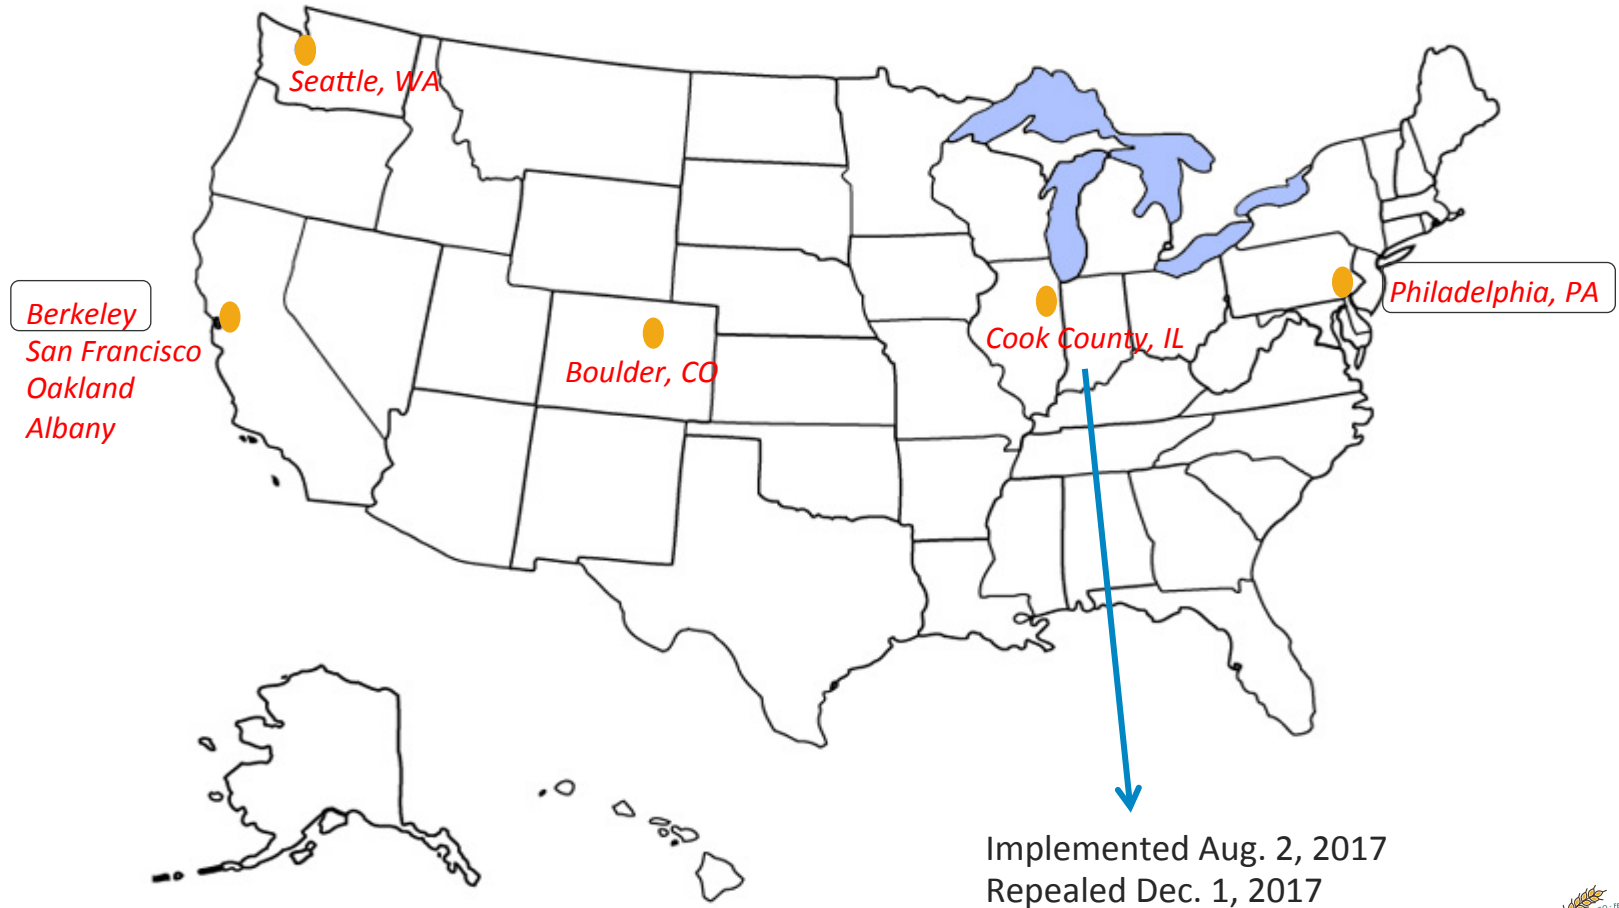 Seattle, WA
Berkeley
San Francisco
Oakland
Albany
Boulder, CO
Cook County, IL
Philadelphia, PA
Implemented Aug. 2, 2017
Repealed Dec. 1, 2017